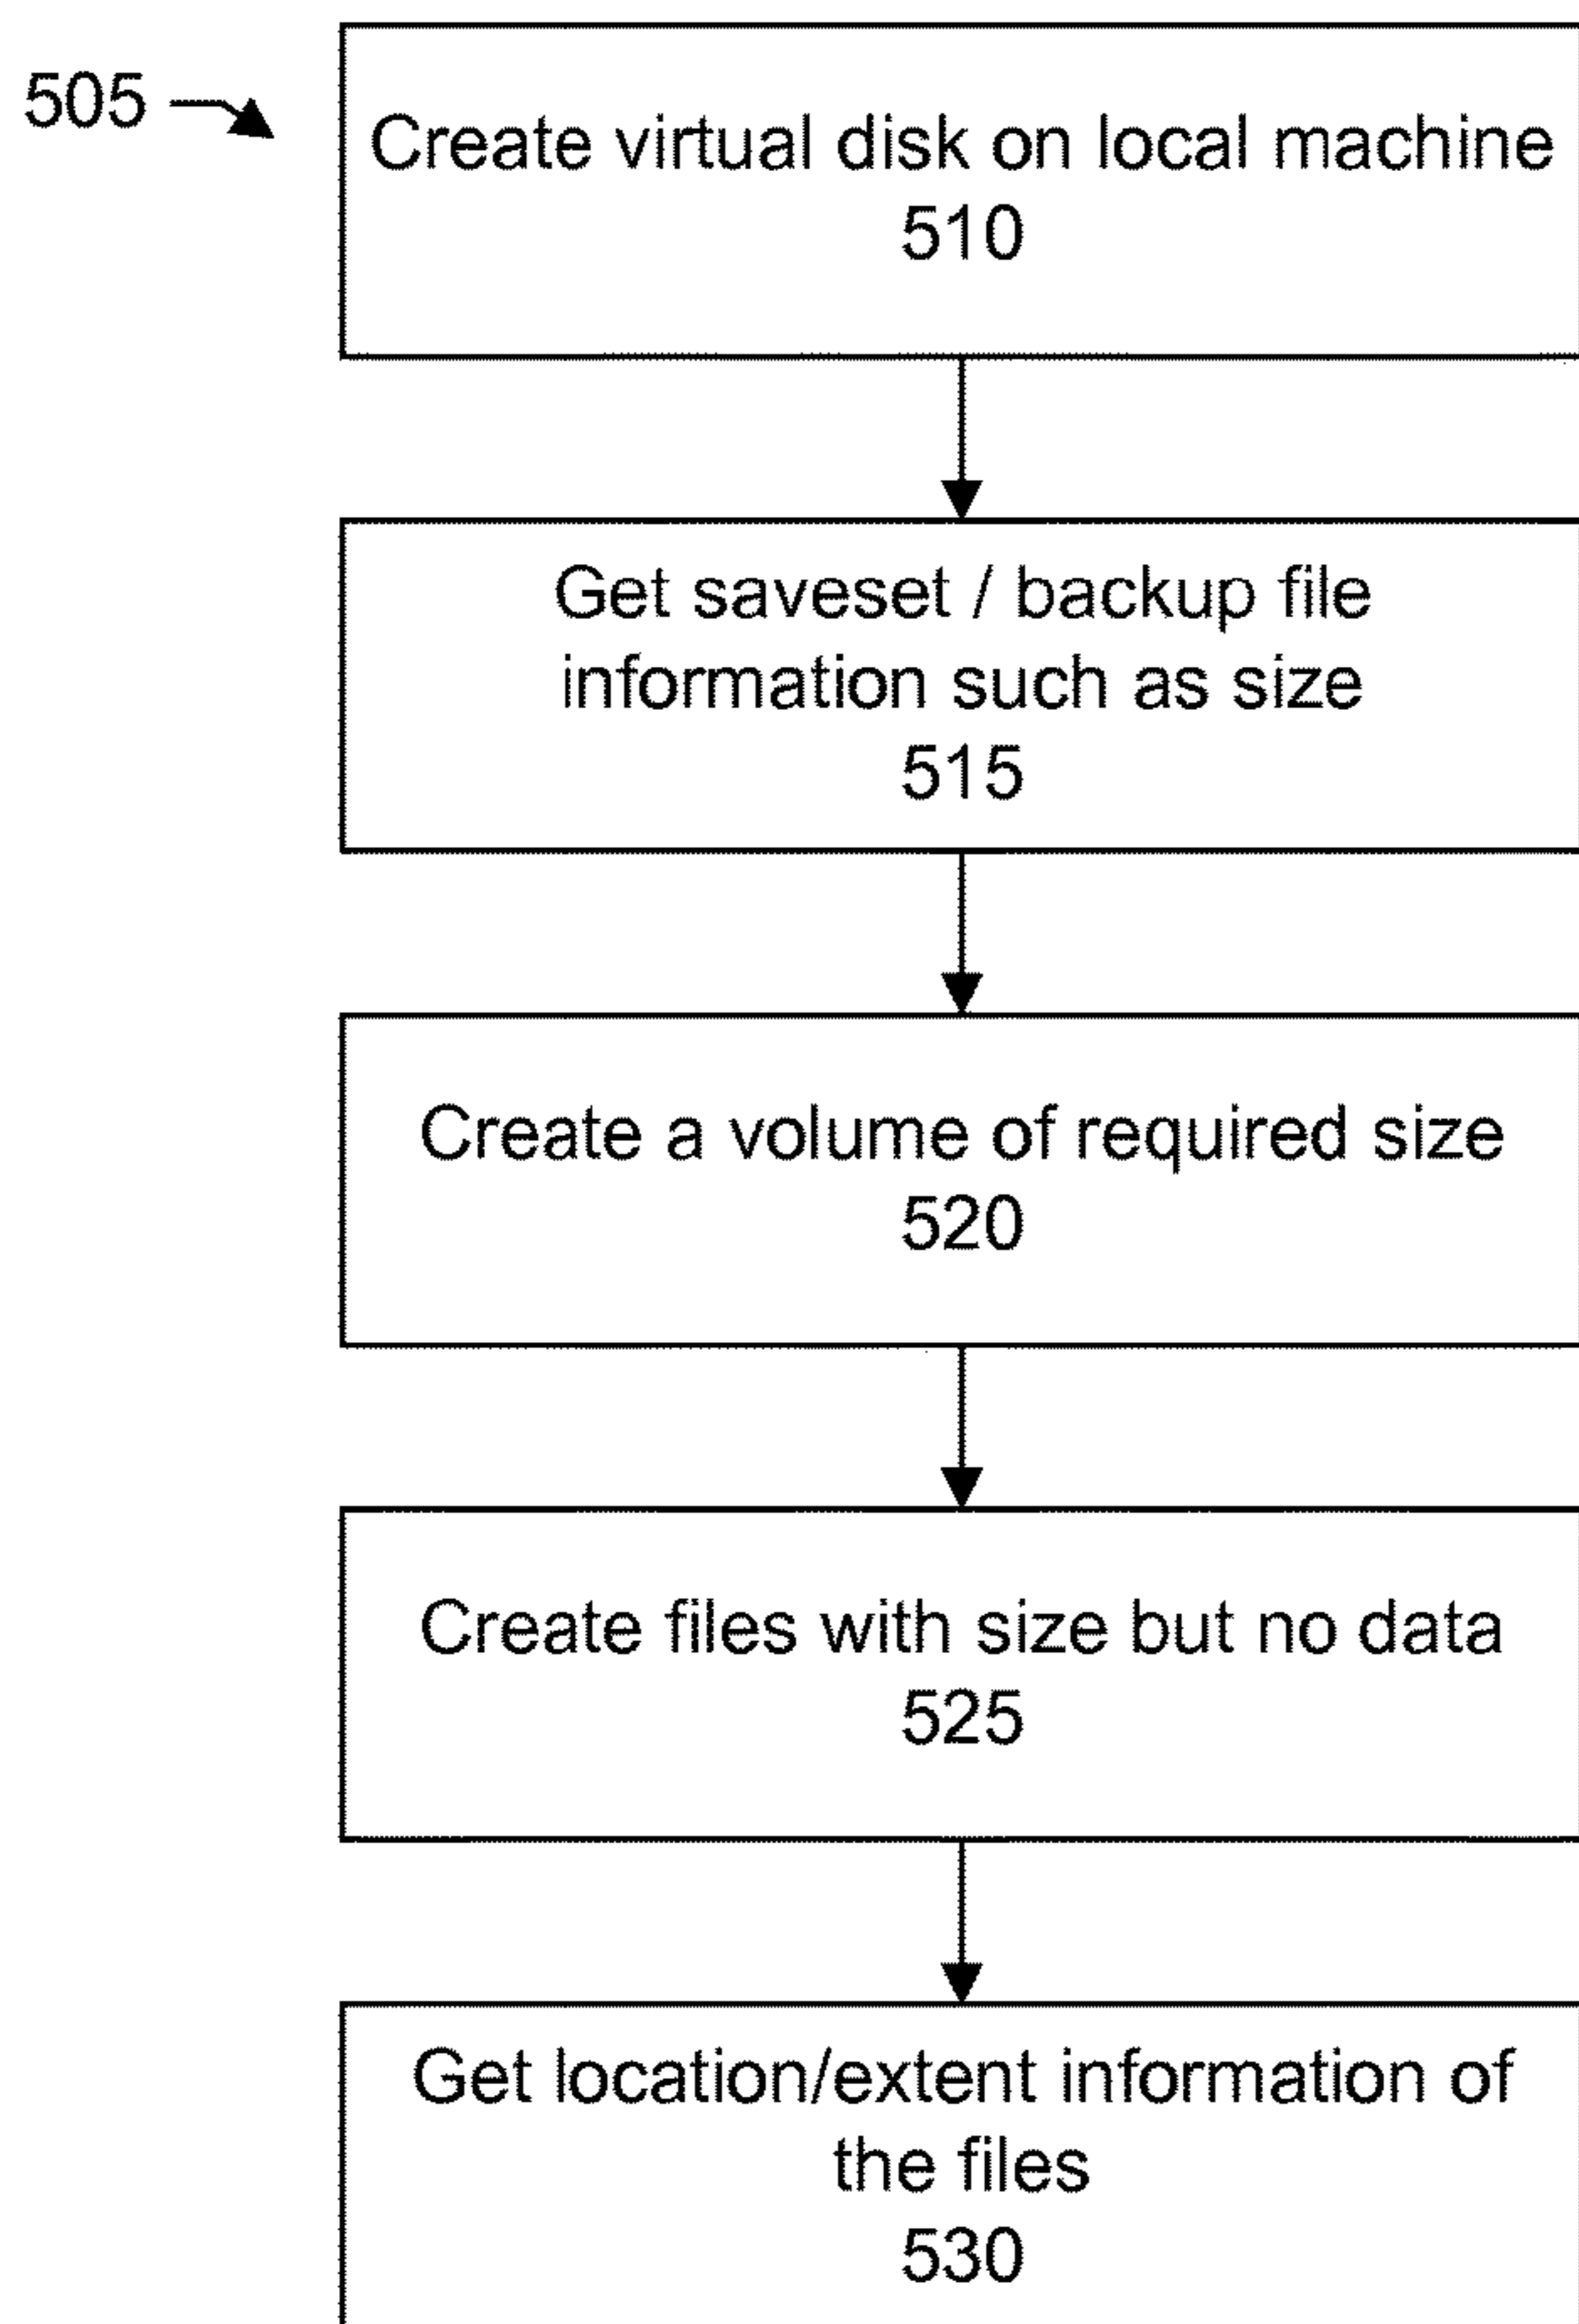 505
Create virtual disk on local machine
510
Get saveset / backup file
information such as size
515
Create a volume of required size
520
Create files with size but no data
525
Get location/extent information of
the files
530